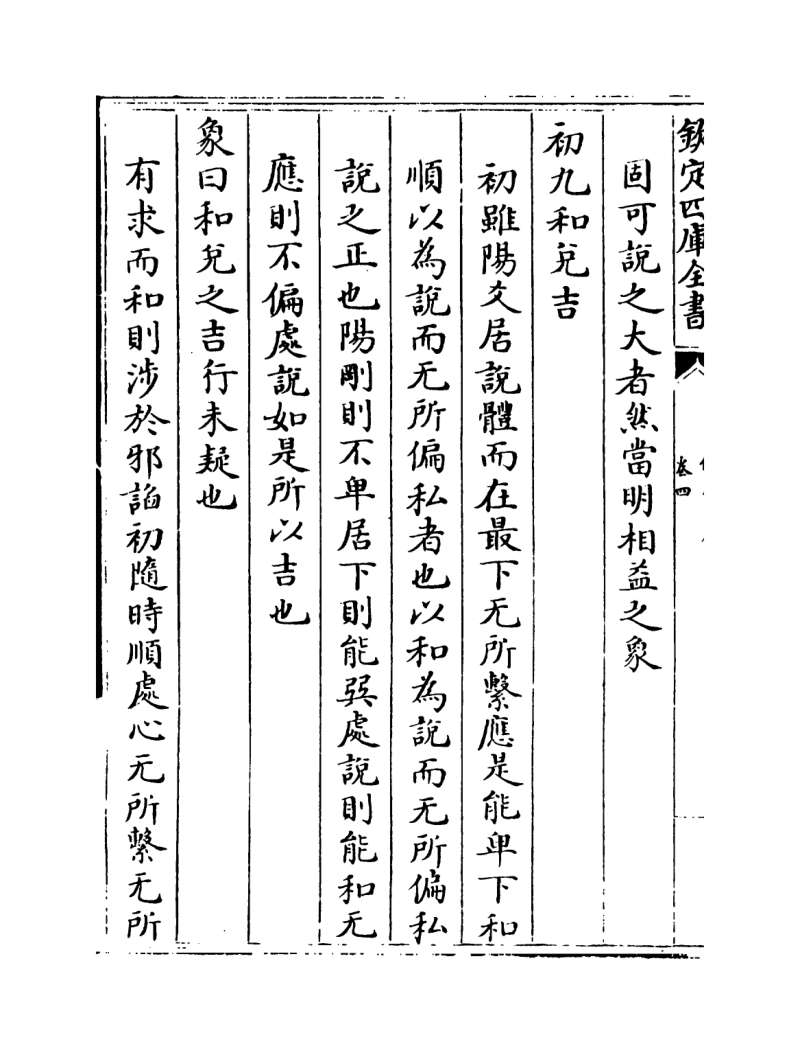 欽定四庫全書
卷四
固可說之大者然當明相益之象
初九和兌吉
初雖陽爻居說體而在最下无所繫應是能卑下和
順以為說而无所偏私者也以和為說而无所偏私
說之正也陽剛則不卑居下則能巽處說則能和无
應則不偏處說如是所以吉也
象曰和兌之吉行未疑也
有求而和則涉於邪諂初隨時順處心无所繫无所